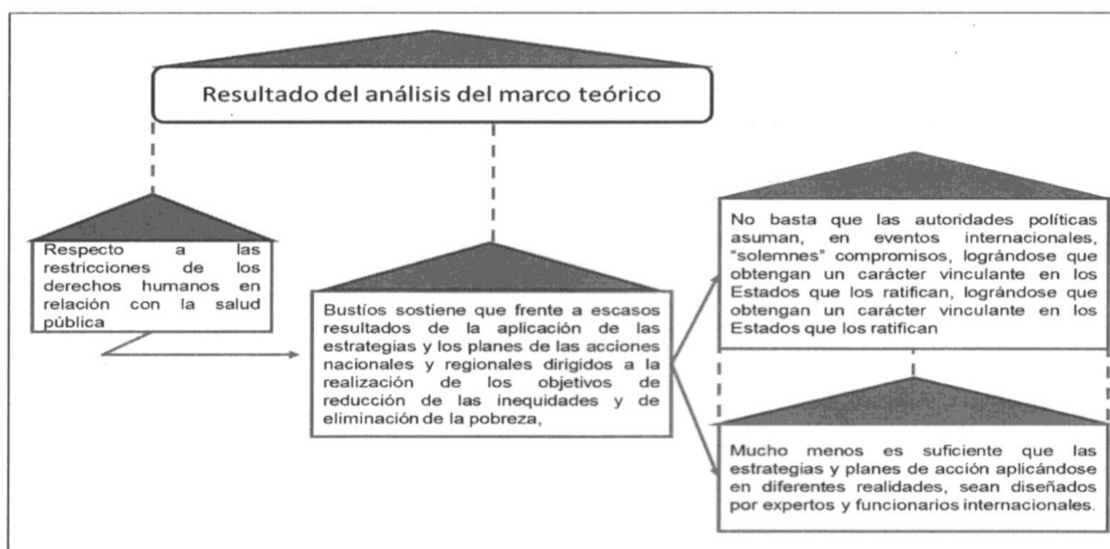 Resultado del análisis del marco teórico
Respecto a las
restricciones de los
derechos humanos en
relación con la salud
pública
Bustíos sostiene que frente a escasos
resultados de la aplicación de las
estrategias y los planes de las acciones
nacionales y regionales dirigidos a la
realización de los objetivos de
reducción de las inequidades y de
eliminación de la pobreza,
No basta que las autoridades políticas
asuman, en eventos internacionales,
“solemnes” compromisos, lográndose que
obtengan un carácter vinculante en los
Estados que los ratifican, lográndose que
obtengan un carácter vinculante en los
Estados que los ratifican
Mucho menos es suficiente que las
estrategias y planes de acción aplicándose
en diferentes realidades, sean diseñados
por expertos y funcionarios internacionales.